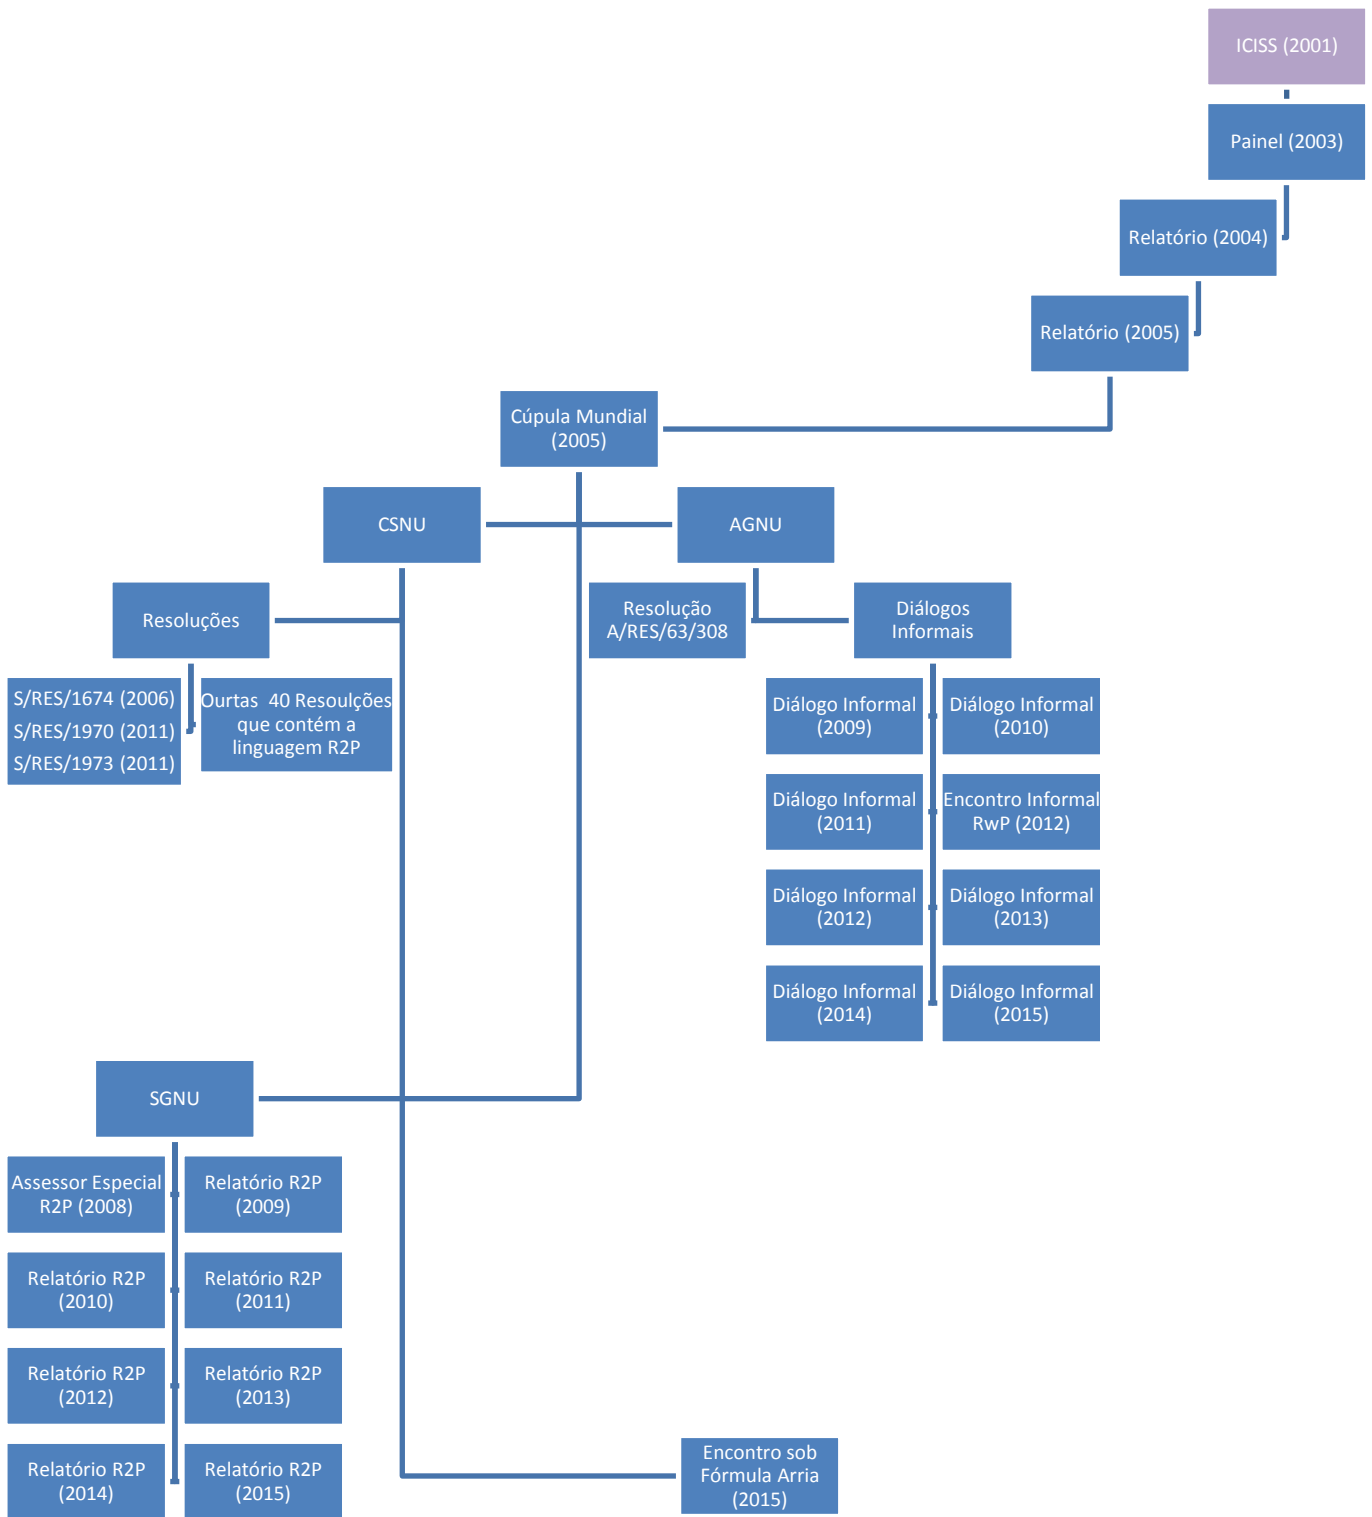 ICISS (2001)
Painel (2003)
Relatório (2004)
Relatório (2005)
Cúpula Mundial
(2005)
CSNU
AGNU
Resoluções
Resolução
A/RES/63/308
Diálogos
Informais
S/RES/1674 (2006)
S/RES/1970 (2011)
S/RES/1973 (2011)
Ourtas 40 Resoulções
que contém a
linguagem R2P
Diálogo Informal
(2009)
Diálogo Informal
(2010)
Diálogo Informal
(2011)
Encontro Informal
RwP (2012)
Diálogo Informal
(2012)
Diálogo Informal
(2013)
Diálogo Informal
(2014)
Diálogo Informal
(2015)
SGNU
Assessor Especial
R2P (2008)
Relatório R2P
(2009)
Relatório R2P
(2010)
Relatório R2P
(2011)
Relatório R2P
(2012)
Relatório R2P
(2013)
Relatório R2P
(2014)
Relatório R2P
(2015)
Encontro sob
Fórmula Arria
(2015)